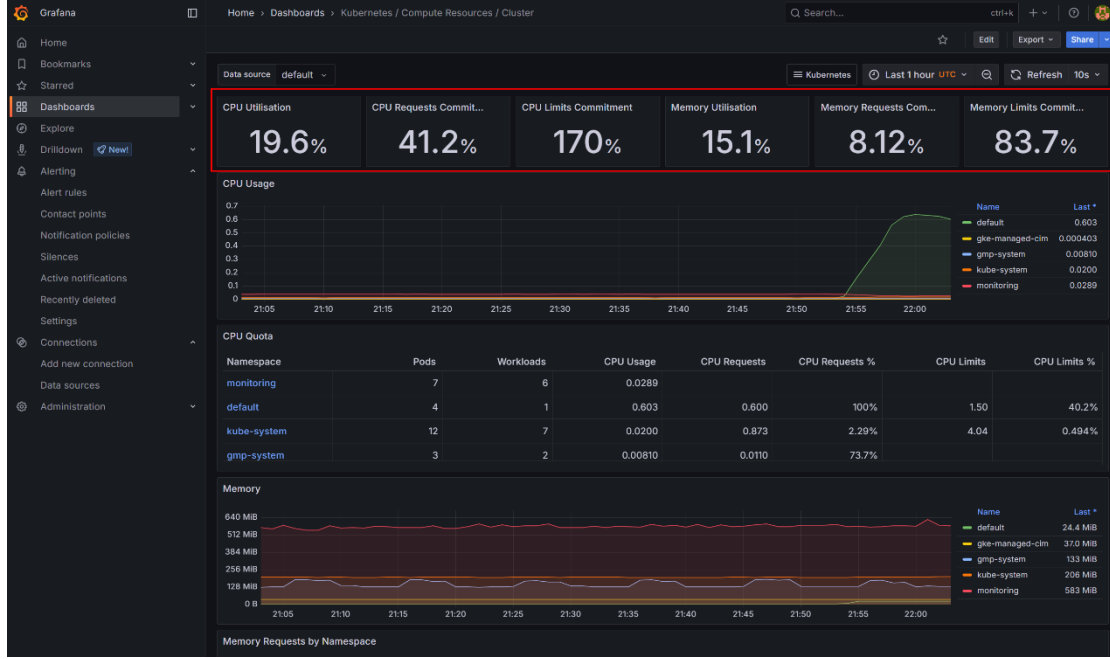 Grafana
Home › Dashboards › Kubernetes / Compute Resources / Cluster
Search...
ctrl+k
Home
Bookmarks
Starred
Dashboards
Explore
Drilldown New!
Alerting
Alert rules
Contact points
Notification policies
Silences
Active notifications
Recently deleted
Settings
Connections
Add new connection
Data sources
Administration
Edit
Export
Share
Data source default
Kubernetes
Last 1 hour UTC
Refresh 10s
CPU Utilisation
19.6%
CPU Requests Commit...
41.2%
CPU Limits Commitment
170%
Memory Utilisation
15.1%
Memory Requests Com...
8.12%
Memory Limits Commit...
83.7%
CPU Usage
0.7
0.6
0.5
0.4
0.3
0.2
0.1
0
21:05 21:10 21:15 21:20 21:25 21:30 21:35 21:40 21:45 21:50 21:55 22:00
Name Last *
default 0.603
gke-managed-cim 0.000403
gmp-system 0.00810
kube-system 0.0200
monitoring 0.0289
CPU Quota
Namespace Pods Workloads CPU Usage CPU Requests CPU Requests % CPU Limits CPU Limits %
monitoring 7 6 0.0289
default 4 1 0.603 0.600 100% 1.50 40.2%
kube-system 12 7 0.0200 0.873 2.29% 4.04 0.494%
gmp-system 3 2 0.00810 0.0110 73.7%
Memory
640 MiB
512 MiB
384 MiB
256 MiB
128 MiB
0 B
21:05 21:10 21:15 21:20 21:25 21:30 21:35 21:40 21:45 21:50 21:55 22:00
Name Last *
default 24.4 MiB
gke-managed-cim 37.0 MiB
gmp-system 133 MiB
kube-system 206 MiB
monitoring 583 MiB
Memory Requests by Namespace